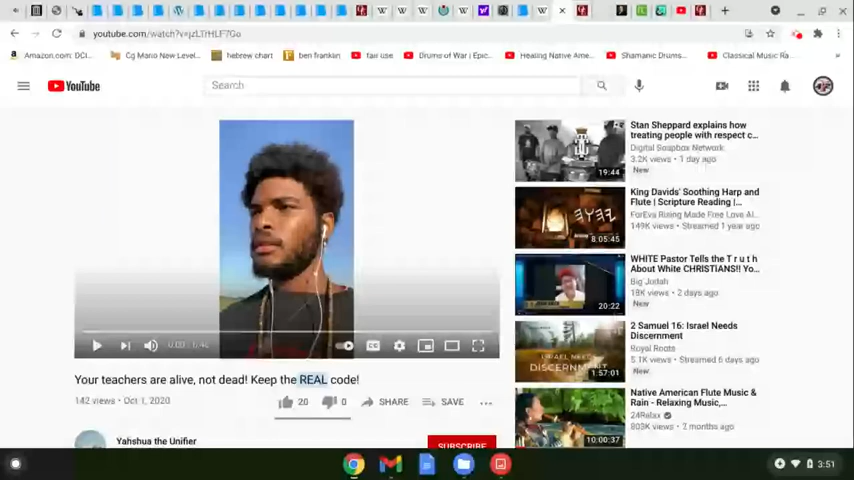 youtube.com/watch?v=jzLTrHLF7Go
Amazon.com: DCI...
Cg Mario New Level...
hebrew chart
ben franklin
fair use
Drums of War | Epic...
Healing Native Ame...
Shamanic Drums...
Classical Music Ra...
YouTube
Search
Stan Sheppard explains how
treating people with respect c...
Digital Soapbox Network
3.2K views • 1 day ago
New
19:44
King Davids' Soothing Harp and
Flute | Scripture Reading |...
ForEva Rising Made Free Love Al...
149K views • Streamed 1 year ago
8:05:45
WHITE Pastor Tells the T r u t h
About White CHRISTIANS!! Yo...
Big Judah
18K views • 2 days ago
New
20:22
2 Samuel 16: Israel Needs
Discernment
Royal Roots
5.1K views • Streamed 6 days ago
New
ISRAEL NEEDS
DISCERNMENT
1:57:01
Native American Flute Music &
Rain - Relaxing Music,...
24Relax
803K views • 2 months ago
10:00:37
CC
Your teachers are alive, not dead! Keep the REAL code!
142 views • Oct 1, 2020
20
0
SHARE
SAVE
Yahshua the Unifier
SUBSCRIBE
3:51